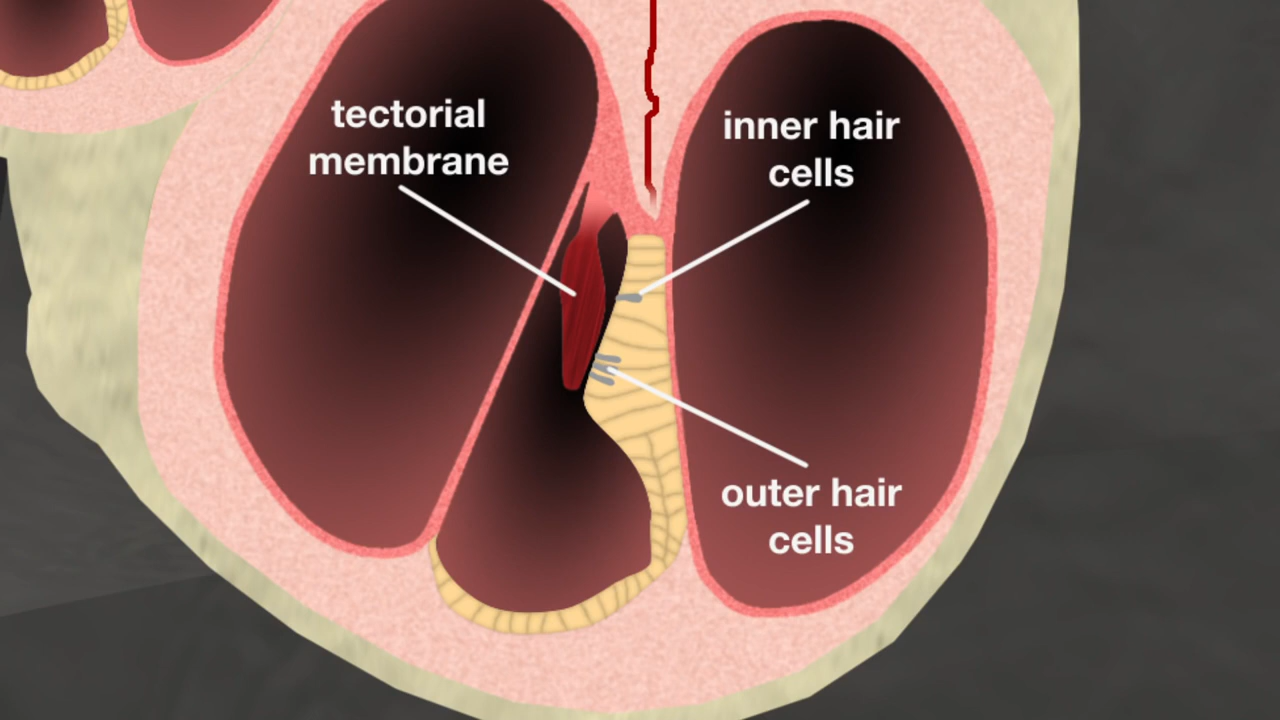 tectorial
membrane
inner hair
cells
outer hair
cells